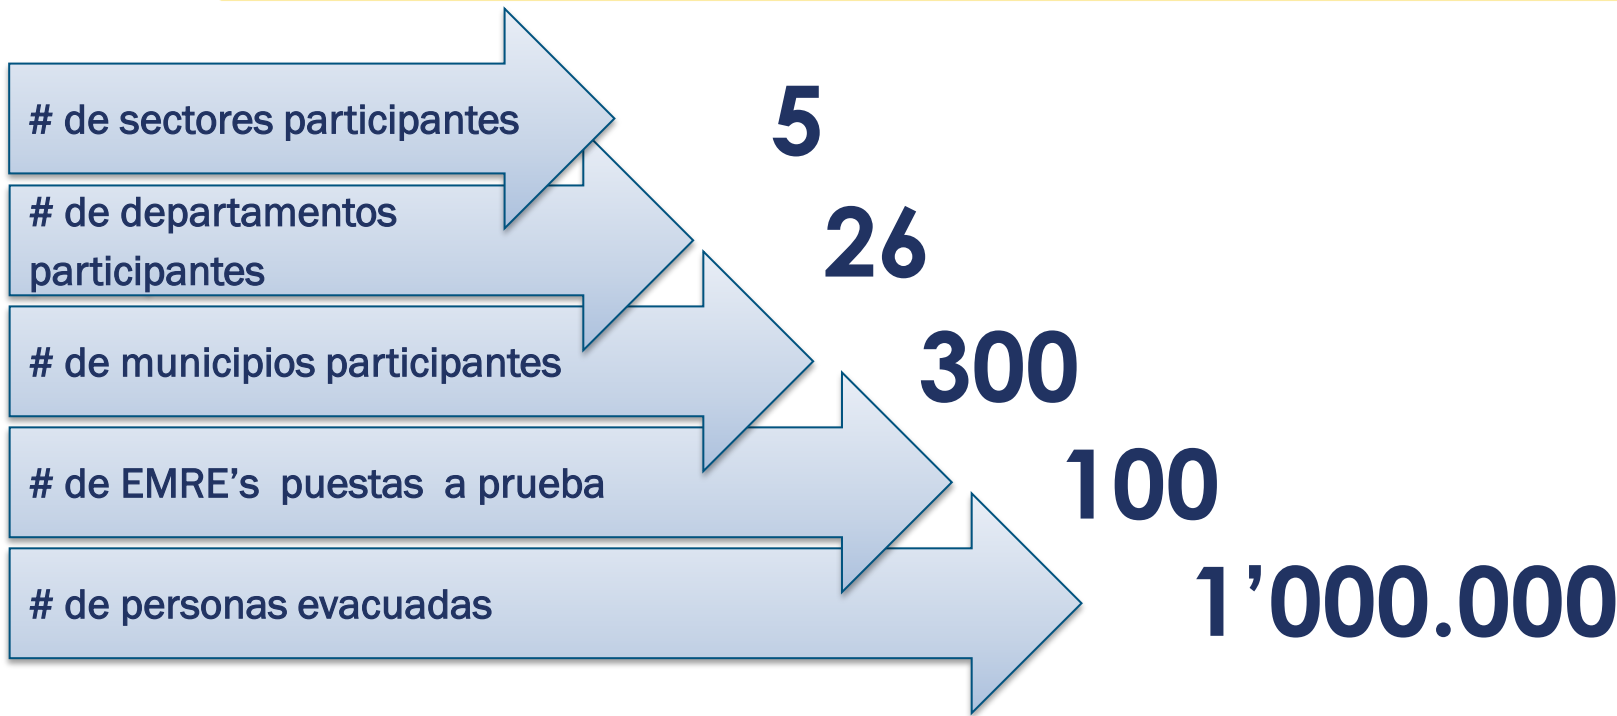 # de sectores participantes
5
# de departamentos
participantes
26
# de municipios participantes
300
# de EMRE’s puestas a prueba
100
# de personas evacuadas
1’000.000